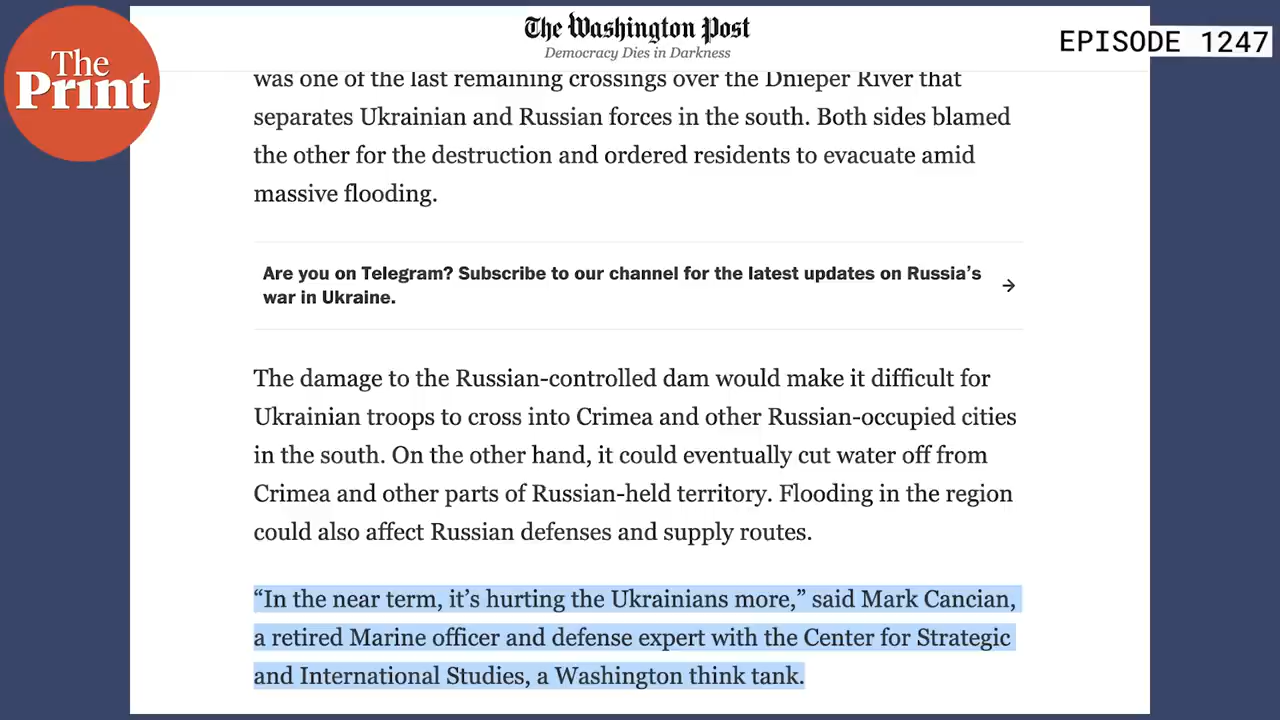 The Washington Post
Democracy Dies in Darkness
EPISODE 1247
The
Print
was one of the last remaining crossings over the Dnieper River that
separates Ukrainian and Russian forces in the south. Both sides blamed
the other for the destruction and ordered residents to evacuate amid
massive flooding.
Are you on Telegram? Subscribe to our channel for the latest updates on Russia’s
war in Ukraine.
→
The damage to the Russian-controlled dam would make it difficult for
Ukrainian troops to cross into Crimea and other Russian-occupied cities
in the south. On the other hand, it could eventually cut water off from
Crimea and other parts of Russian-held territory. Flooding in the region
could also affect Russian defenses and supply routes.
“In the near term, it’s hurting the Ukrainians more,” said Mark Cancian,
a retired Marine officer and defense expert with the Center for Strategic
and International Studies, a Washington think tank.